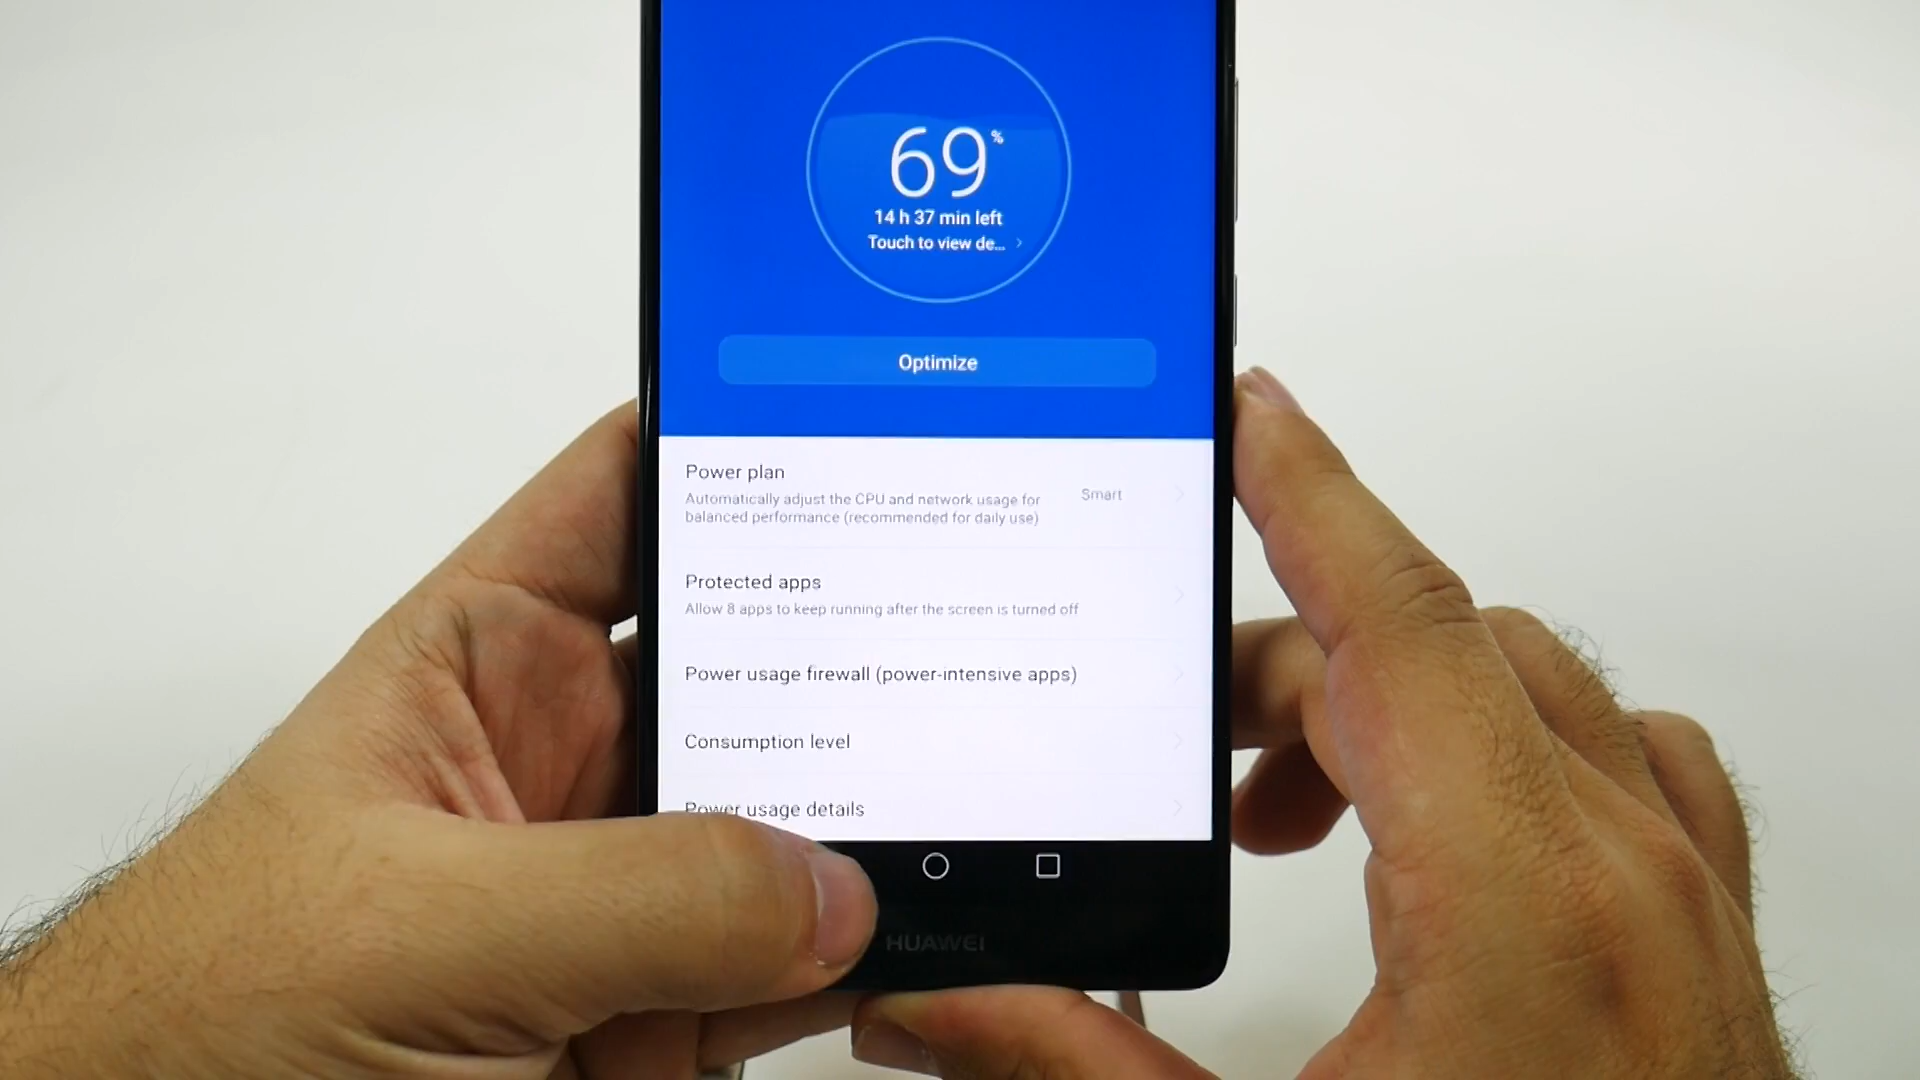 69%
14 h 37 min left
Touch to view de...
Optimize
Power plan
Automatically adjust the CPU and network usage for
balanced performance (recommended for daily use)
Smart
Protected apps
Allow 8 apps to keep running after the screen is turned off
Power usage firewall (power-intensive apps)
Consumption level
Power usage details
HUAWEI